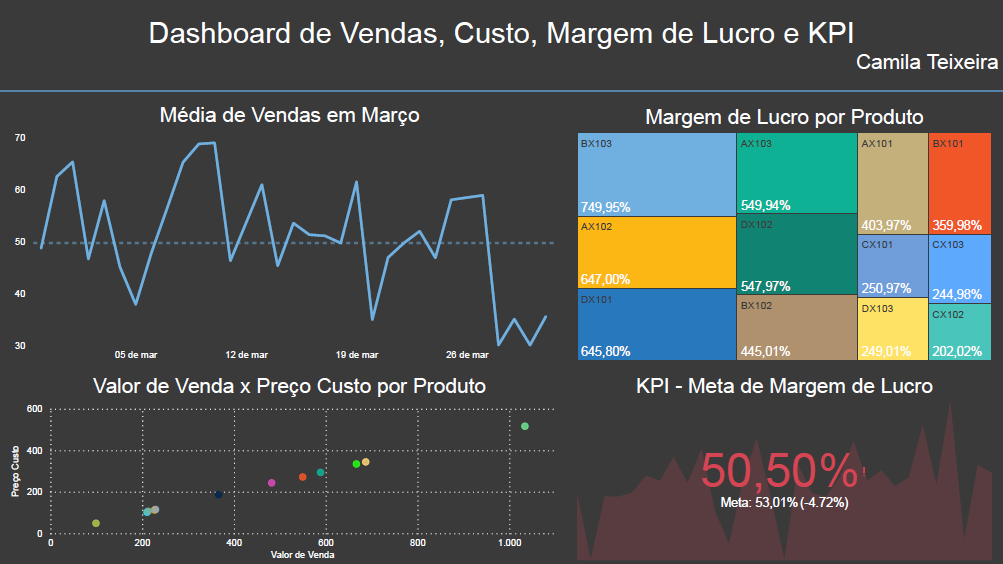 Dashboard de Vendas, Custo, Margem de Lucro e KPI
Camila Teixeira
Média de Vendas em Março
70
60
50
40
30
05 de mar
12 de mar
19 de mar
26 de mar
Margem de Lucro por Produto
BX103
749,95%
AX102
647,00%
DX101
645,80%
AX103
549,94%
DX102
547,97%
BX102
445,01%
AX101
403,97%
BX101
359,98%
CX101
250,97%
CX103
244,98%
DX103
249,01%
CX102
202,02%
Valor de Venda x Preço Custo por Produto
Preço Custo
600
400
200
0
0
200
400
600
800
1.000
Valor de Venda
KPI - Meta de Margem de Lucro
50,50%!
Meta: 53,01% (-4.72%)